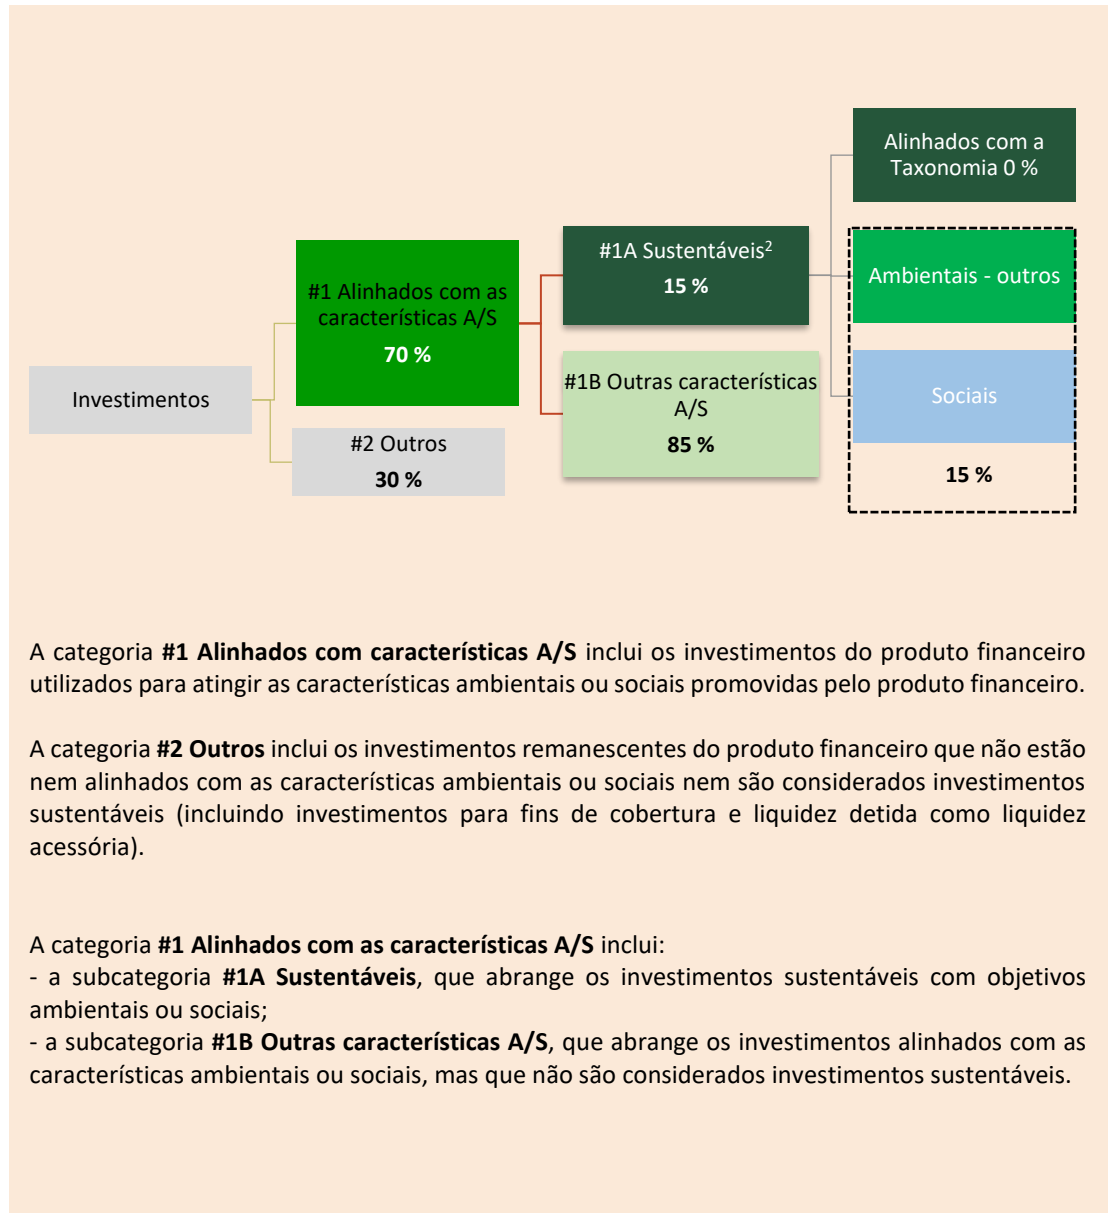 Alinhados com a
Taxonomia 0 %
#1A Sustentáveis²
15 %
Ambientais - outros
#1 Alinhados com as
características A/S
70 %
#1B Outras características
A/S
85 %
Investimentos
Sociais
#2 Outros
30 %
15 %
A categoria #1 Alinhados com características A/S inclui os investimentos do produto financeiro
utilizados para atingir as características ambientais ou sociais promovidas pelo produto financeiro.
A categoria #2 Outros inclui os investimentos remanescentes do produto financeiro que não estão
nem alinhados com as características ambientais ou sociais nem são considerados investimentos
sustentáveis (incluindo investimentos para fins de cobertura e liquidez detida como liquidez
acessória).
A categoria #1 Alinhados com as características A/S inclui:
- a subcategoria #1A Sustentáveis, que abrange os investimentos sustentáveis com objetivos
ambientais ou sociais;
- a subcategoria #1B Outras características A/S, que abrange os investimentos alinhados com as
características ambientais ou sociais, mas que não são considerados investimentos sustentáveis.